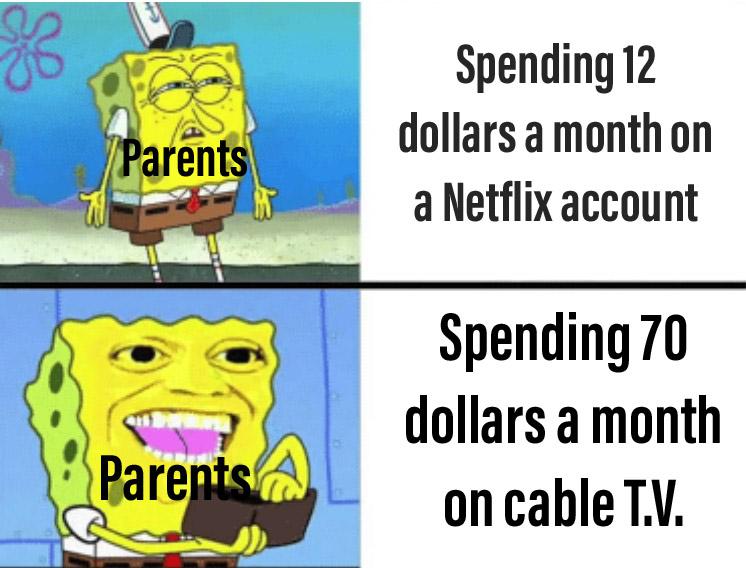 Parents
Spending 12
dollars a month on
a Netflix account
Parents
Spending 70
dollars a month
on cable T.V.